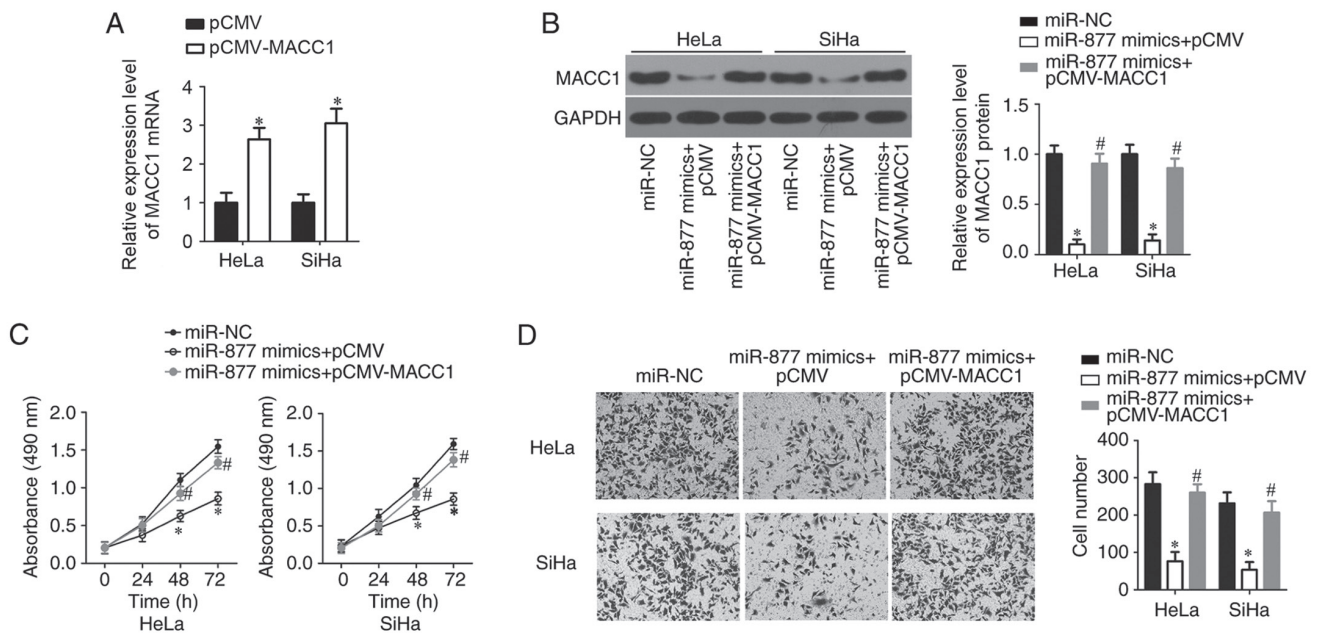 A
pCMV
pCMV-MACC1
Relative expression level
of MACC1 mRNA
4
3
2
1
0
*
*
HeLa
SiHa
B
HeLa
SiHa
MACC1
GAPDH
miR-NC
miR-877 mimics+
pCMV
miR-877 mimics+
pCMV-MACC1
miR-NC
miR-877 mimics+
pCMV
miR-877 mimics+
pCMV-MACC1
miR-NC
miR-877 mimics+pCMV
miR-877 mimics+
pCMV-MACC1
Relative expression level
of MACC1 protein
1.5
1.0
0.5
0.0
*
#
*
#
HeLa
SiHa
C
miR-NC
miR-877 mimics+pCMV
miR-877 mimics+pCMV-MACC1
Absorbance (490 nm)
2.0
1.5
1.0
0.5
0.0
#
#
*
*
0 24 48 72
Time (h)
HeLa
Absorbance (490 nm)
2.0
1.5
1.0
0.5
0.0
#
#
*
*
0 24 48 72
Time (h)
SiHa
D
miR-NC
miR-877 mimics+
pCMV
miR-877 mimics+
pCMV-MACC1
HeLa
SiHa
miR-NC
miR-877 mimics+pCMV
miR-877 mimics+
pCMV-MACC1
Cell number
400
300
200
100
0
*
#
*
#
HeLa
SiHa